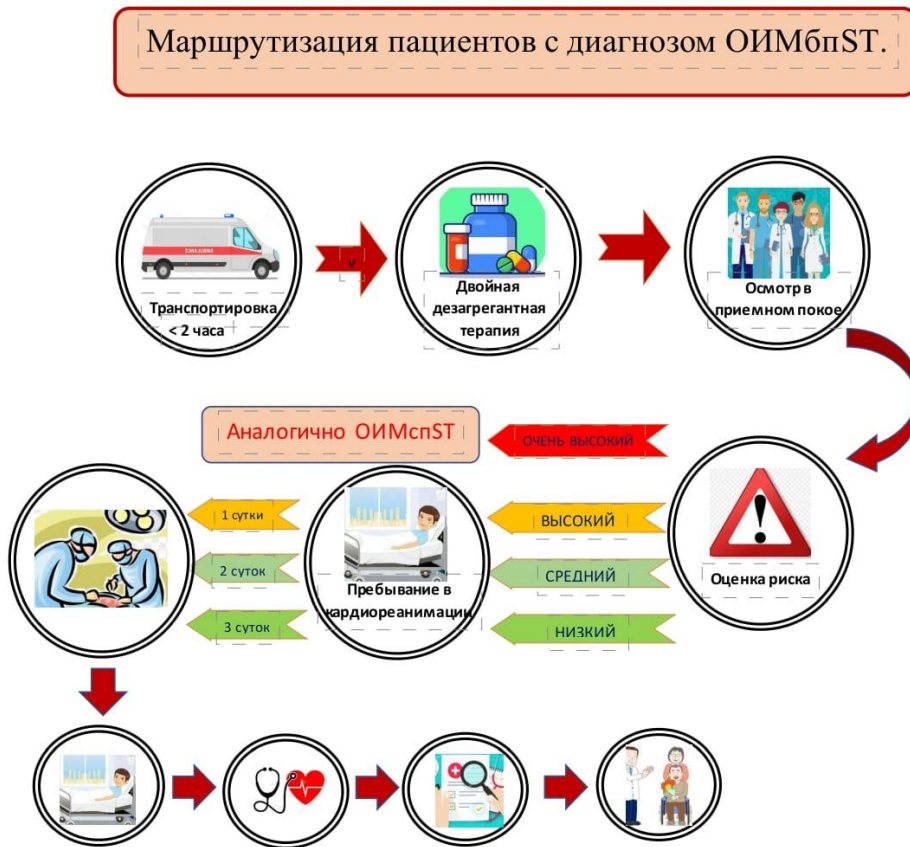 Маршрутизация пациентов с диагнозом ОИМбпST.
Транспортировка
< 2 часа
v
Двойная
дезагрегантная
терапия
Осмотр в
приемном покое
Аналогично ОИМспST
ОЧЕНЬ ВЫСОКИЙ
1 сутки
ВЫСОКИЙ
2 суток
СРЕДНИЙ
3 суток
НИЗКИЙ
Пребывание в
кардиореанимации
Оценка риска